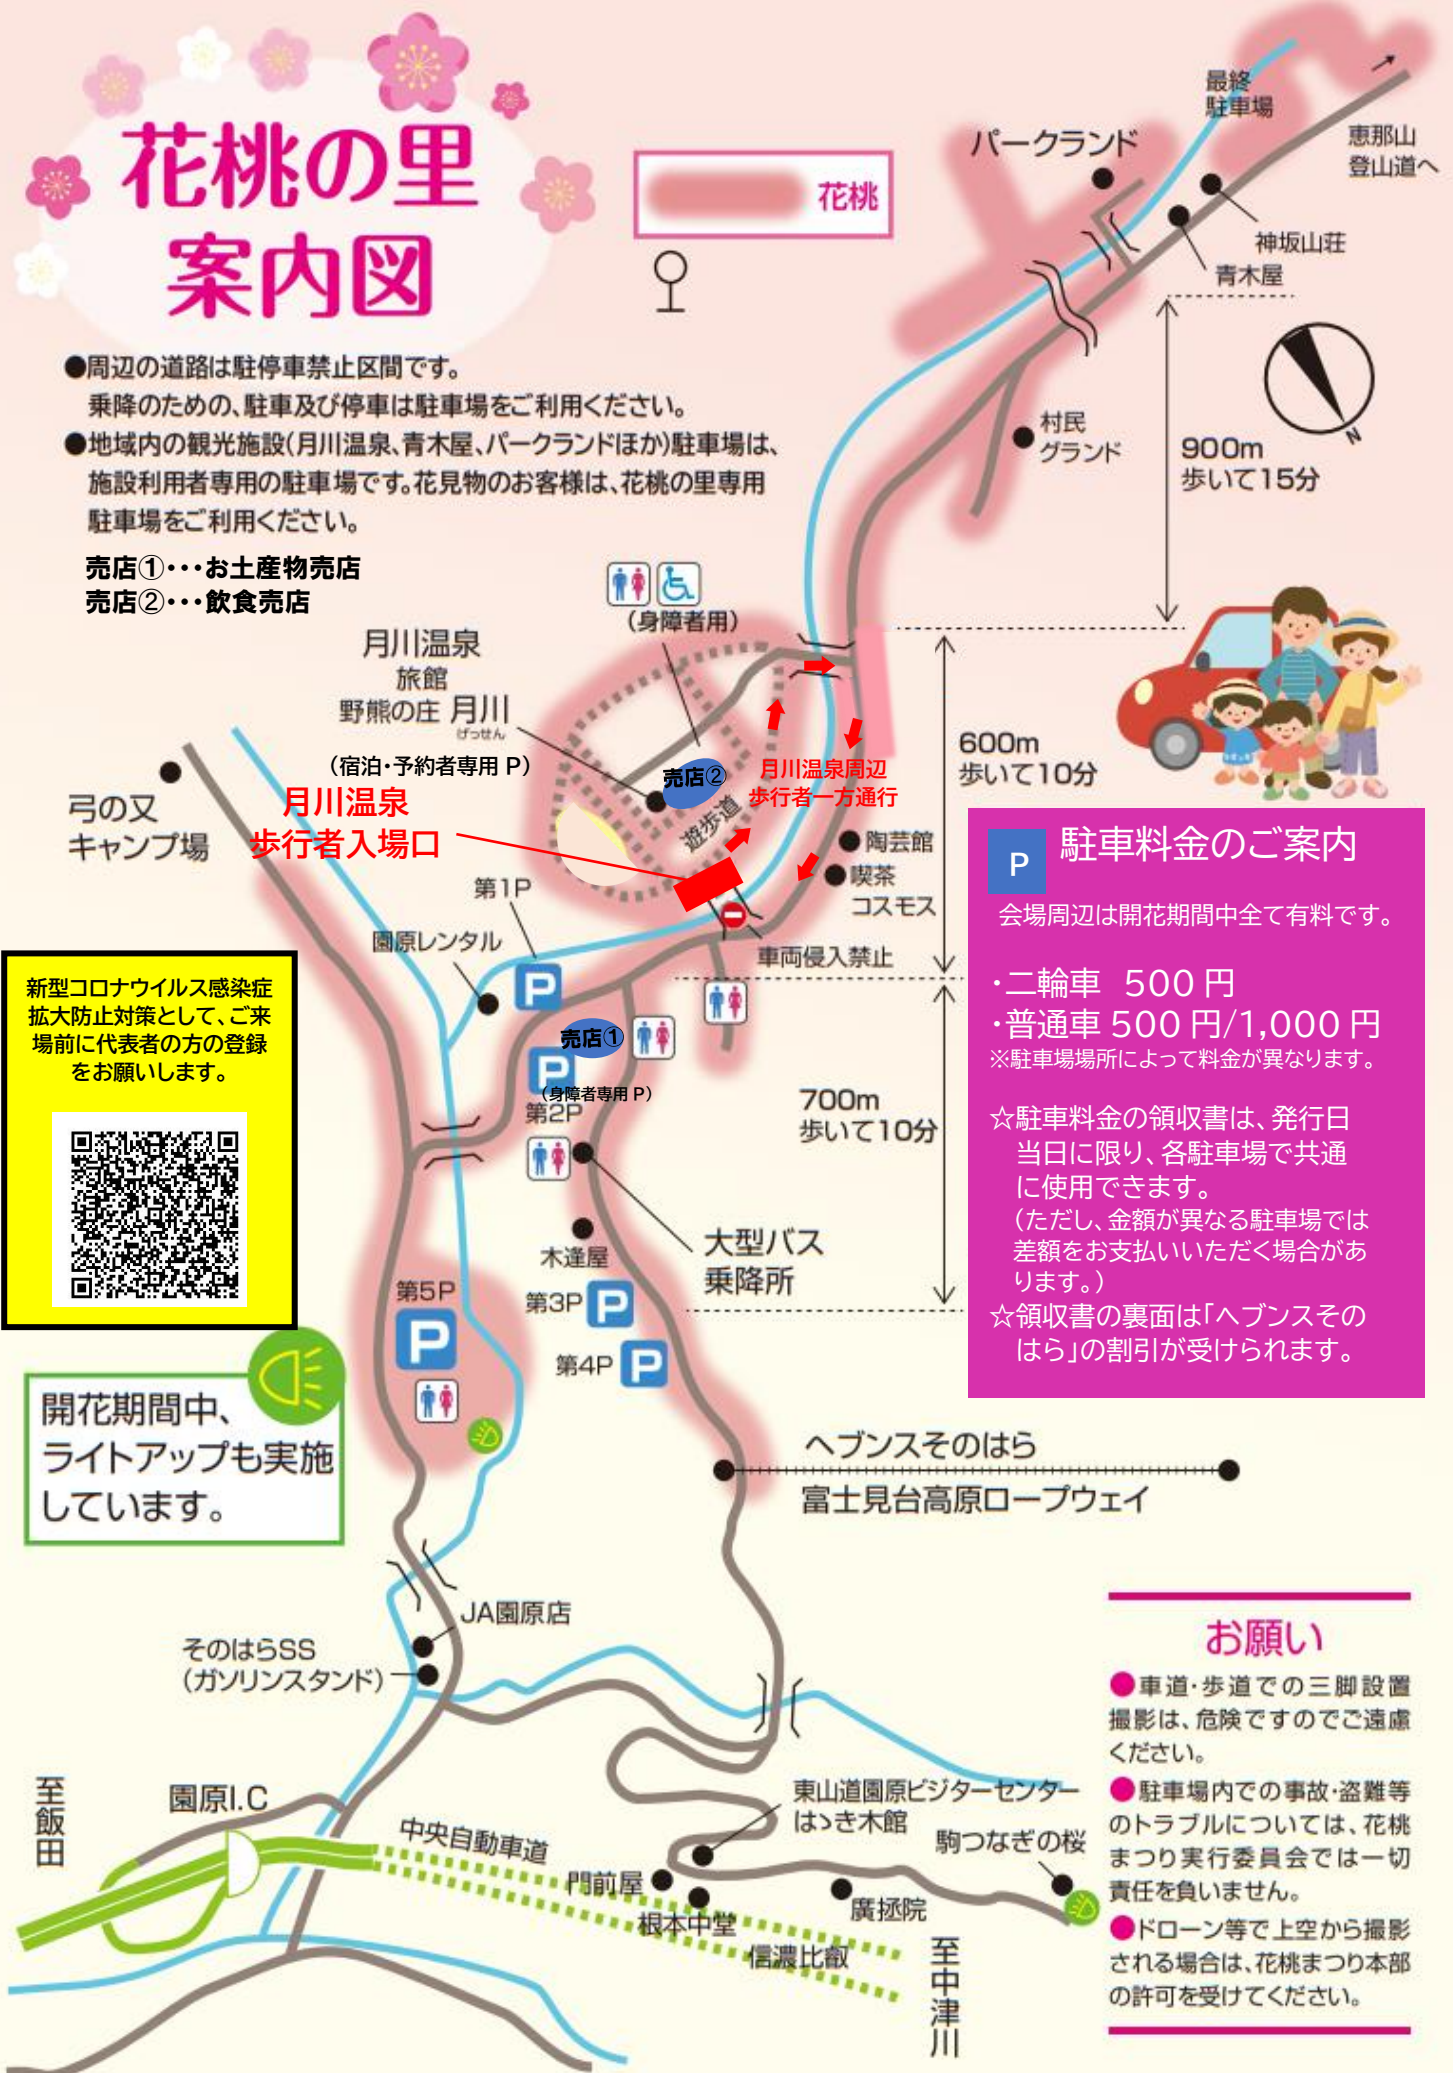 花桃の里
案内図
花桃
●周辺の道路は駐停車禁止区間です。
乗降のための、駐車及び停車は駐車場をご利用ください。
●地域内の観光施設(月川温泉、青木屋、パークランドほか)駐車場は、
施設利用者専用の駐車場です。花見物のお客様は、花桃の里専用
駐車場をご利用ください。
売店①・・・お土産物売店
売店②・・・飲食売店
最終
駐車場
パークランド
恵那山
登山道へ
神坂山荘
青木屋
N
村民
グランド
900m
歩いて15分
(身障者用)
月川温泉
旅館
野熊の庄 月川
げっせん
(宿泊・予約者専用 P)
売店②
遊歩道
月川温泉周辺
歩行者一方通行
600m
歩いて10分
弓の又
キャンプ場
月川温泉
歩行者入場口
陶芸館
喫茶
コスモス
第1P
園原レンタル
P
車両侵入禁止
売店①
P
(身障者専用 P)
第2P
700m
歩いて10分
大型バス
乗降所
木逢屋
第3P P
第4P P
第5P
P
新型コロナウイルス感染症
拡大防止対策として、ご来
場前に代表者の方の登録
をお願いします。
開花期間中、
ライトアップも実施
しています。
P 駐車料金のご案内
会場周辺は開花期間中全て有料です。
・二輪車 500 円
・普通車 500 円/1,000 円
※駐車場場所によって料金が異なります。
☆駐車料金の領収書は、発行日
当日に限り、各駐車場で共通
に使用できます。
(ただし、金額が異なる駐車場では
差額をお支払いいただく場合があ
ります。)
☆領収書の裏面は「ヘブンスその
はら」の割引が受けられます。
ヘブンスそのはら
富士見台高原ロープウェイ
JA園原店
そのはらSS
(ガソリンスタンド)
至飯田
園原I.C
中央自動車道
東山道園原ビジターセンター
はゝき木館
駒つなぎの桜
門前屋
根本中堂
廣拯院
信濃比叡
至中津川
お願い
●車道・歩道での三脚設置
撮影は、危険ですのでご遠慮
ください。
●駐車場内での事故・盗難等
のトラブルについては、花桃
まつり実行委員会では一切
責任を負いません。
●ドローン等で上空から撮影
される場合は、花桃まつり本部
の許可を受けてください。